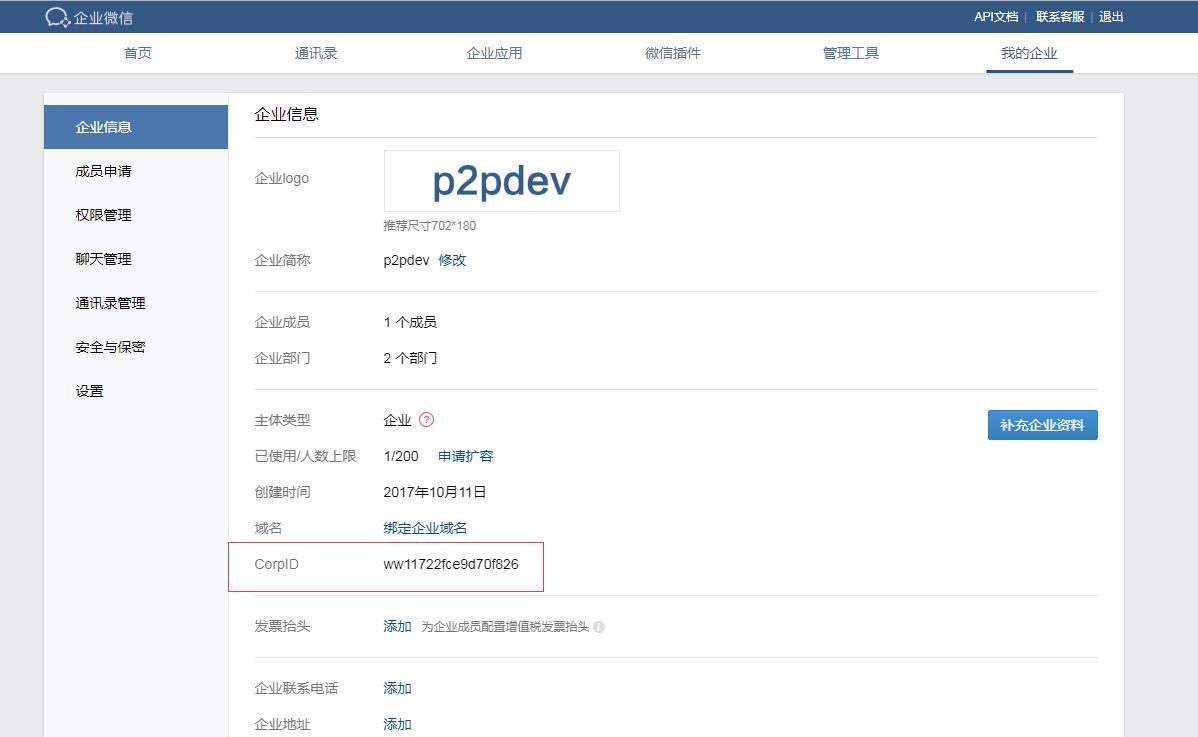 企业微信
API文档 | 联系客服 | 退出
首页 通讯录 企业应用 微信插件 管理工具 我的企业
企业信息
成员申请
权限管理
聊天管理
通讯录管理
安全与保密
设置
企业信息
企业logo p2pdev
推荐尺寸702*180
企业简称 p2pdev 修改
企业成员 1 个成员
企业部门 2 个部门
主体类型 企业 ?
补充企业资料
已使用/人数上限 1/200 申请扩容
创建时间 2017年10月11日
域名 绑定企业域名
CorpID ww11722fce9d70f826
发票抬头 添加 为企业成员配置增值税发票抬头 i
企业联系电话 添加
企业地址 添加